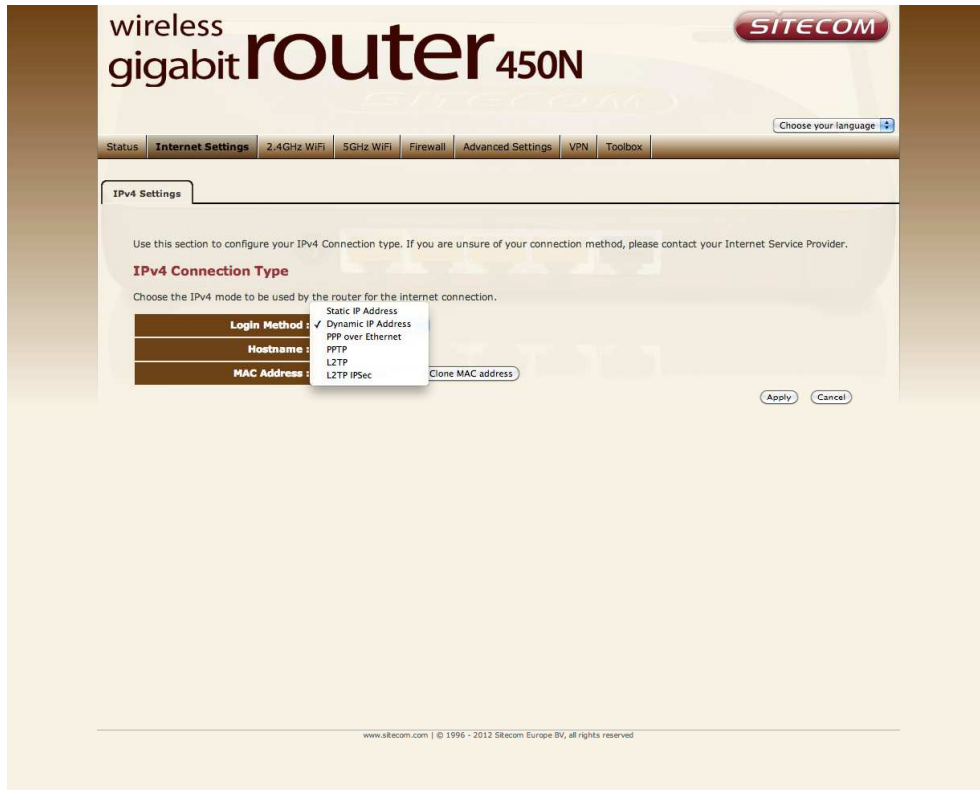 wireless
gigabit router 450N
SITECOM
Choose your language
Status Internet Settings 2.4GHz WiFi 5GHz WiFi Firewall Advanced Settings VPN Toolbox
IPv4 Settings
Use this section to configure your IPv4 Connection type. If you are unsure of your connection method, please contact your Internet Service Provider.
IPv4 Connection Type
Choose the IPv4 mode to be used by the router for the internet connection.
Static IP Address
Login Method : ✓ Dynamic IP Address
PPP over Ethernet
Hostname : PPTP
L2TP
MAC Address : L2TP IPSec Clone MAC address
Apply Cancel
www.sitecom.com | © 1996 - 2012 Sitecom Europe BV, all rights reserved